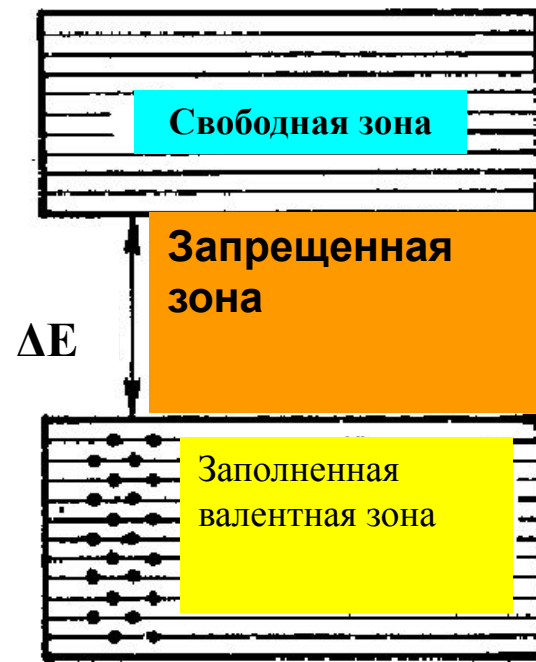 Свободная зона
Запрещенная
зона
ΔE
Заполненная
валентная зона